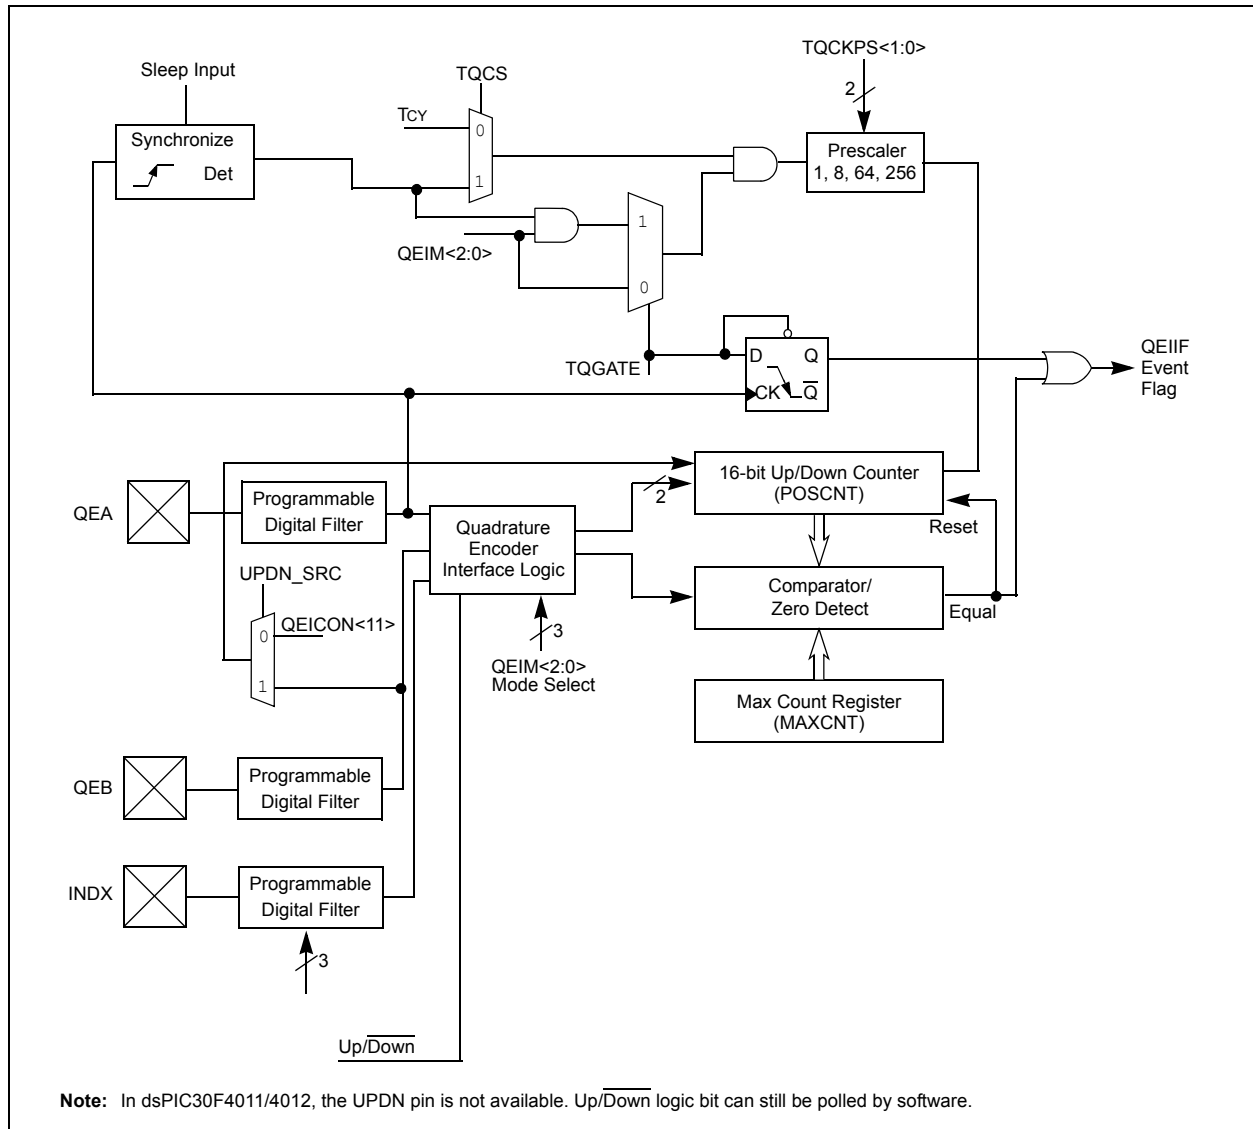 TQCKPS<1:0>
Sleep Input
TQCS
2
TCY
0
Synchronize
Det
1
Prescaler
1, 8, 64, 256
1
QEIM<2:0>
0
D Q
CK Q
TQGATE
QEIIF
Event
Flag
16-bit Up/Down Counter
(POSCNT)
2
Programmable
Digital Filter
QEA
Quadrature
Encoder
Interface Logic
Reset
UPDN_SRC
Comparator/
Zero Detect
Equal
0
QEICON<11>
3
1
QEIM<2:0>
Mode Select
Max Count Register
(MAXCNT)
QEB
Programmable
Digital Filter
INDX
Programmable
Digital Filter
3
Up/Down
Note: In dsPIC30F4011/4012, the UPDN pin is not available. Up/Down logic bit can still be polled by software.